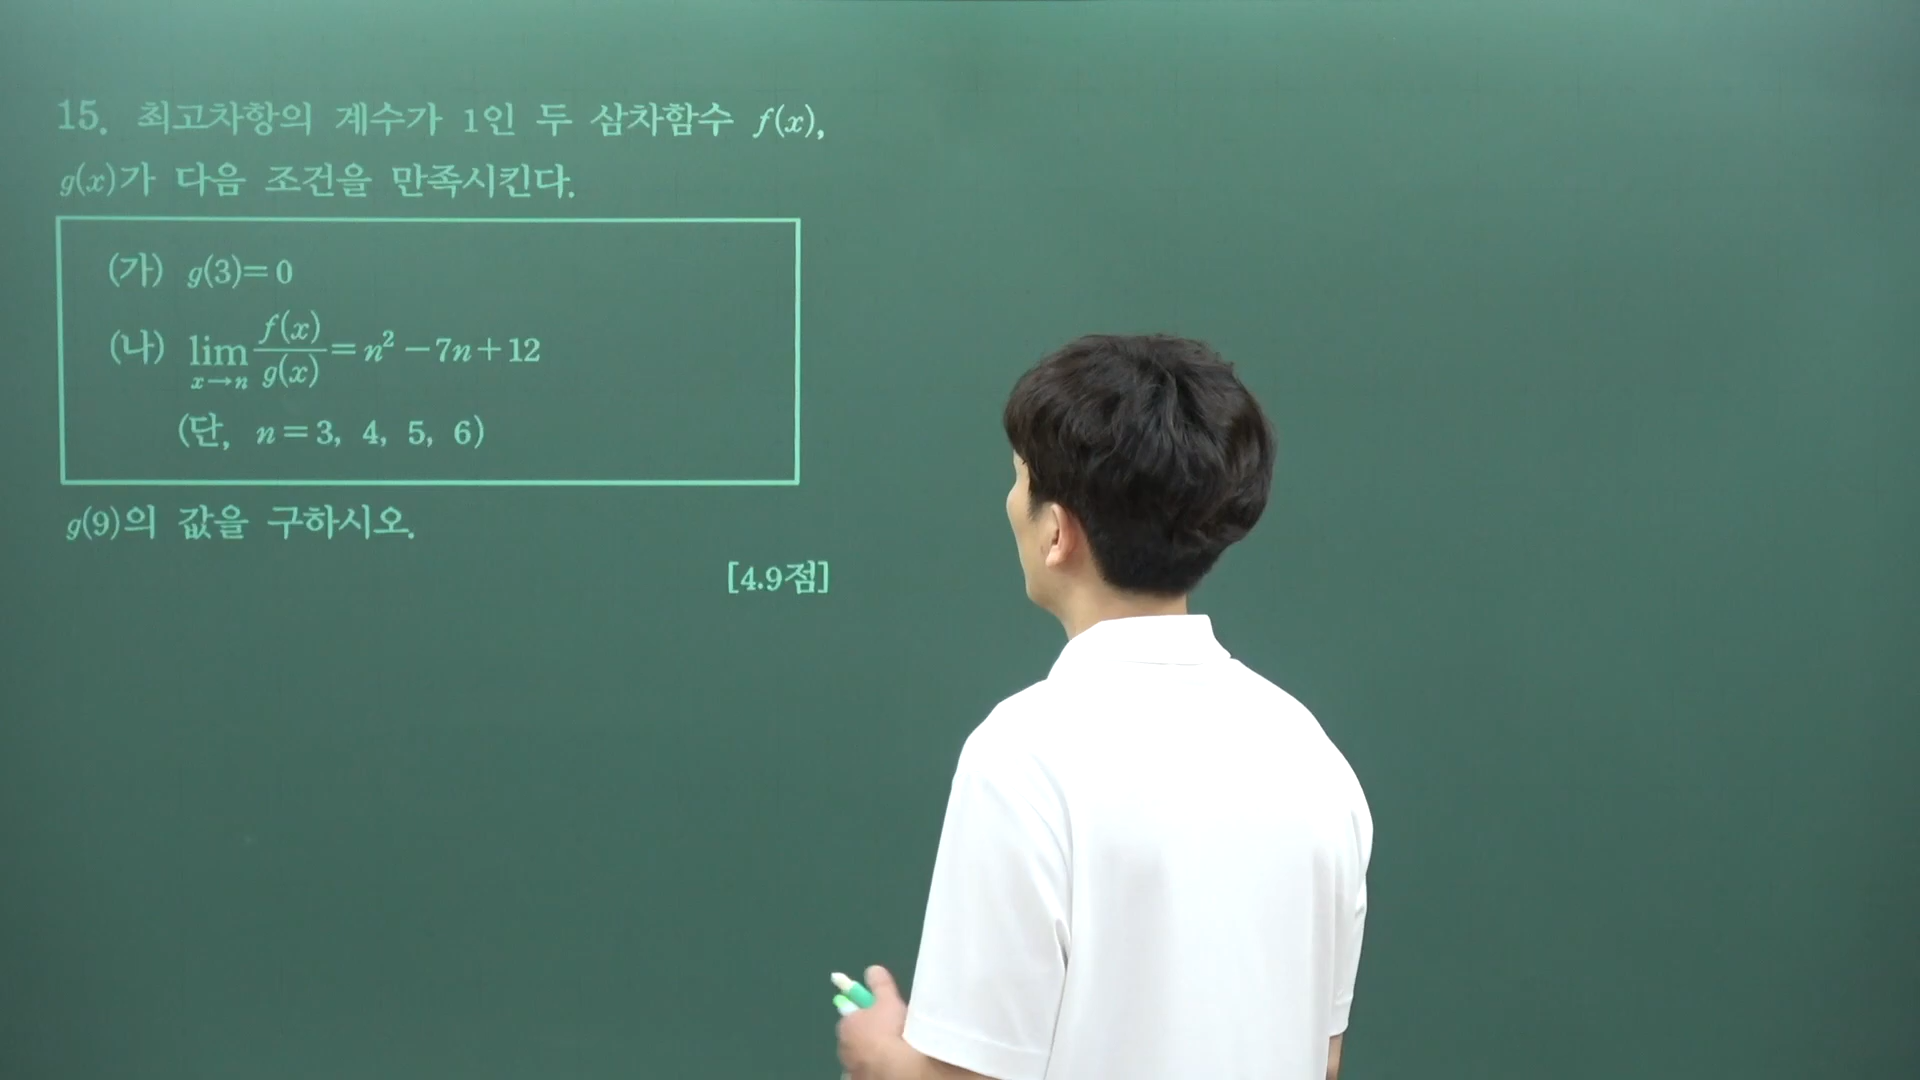 15. 최고차항의 계수가 1인 두 삼차함수 f(x),
g(x)가 다음 조건을 만족시킨다.
(가) g(3)=0
(나) lim_{x→n} f(x)/g(x) = n² − 7n + 12
(단, n = 3, 4, 5, 6)
g(9)의 값을 구하시오.
[4.9점]